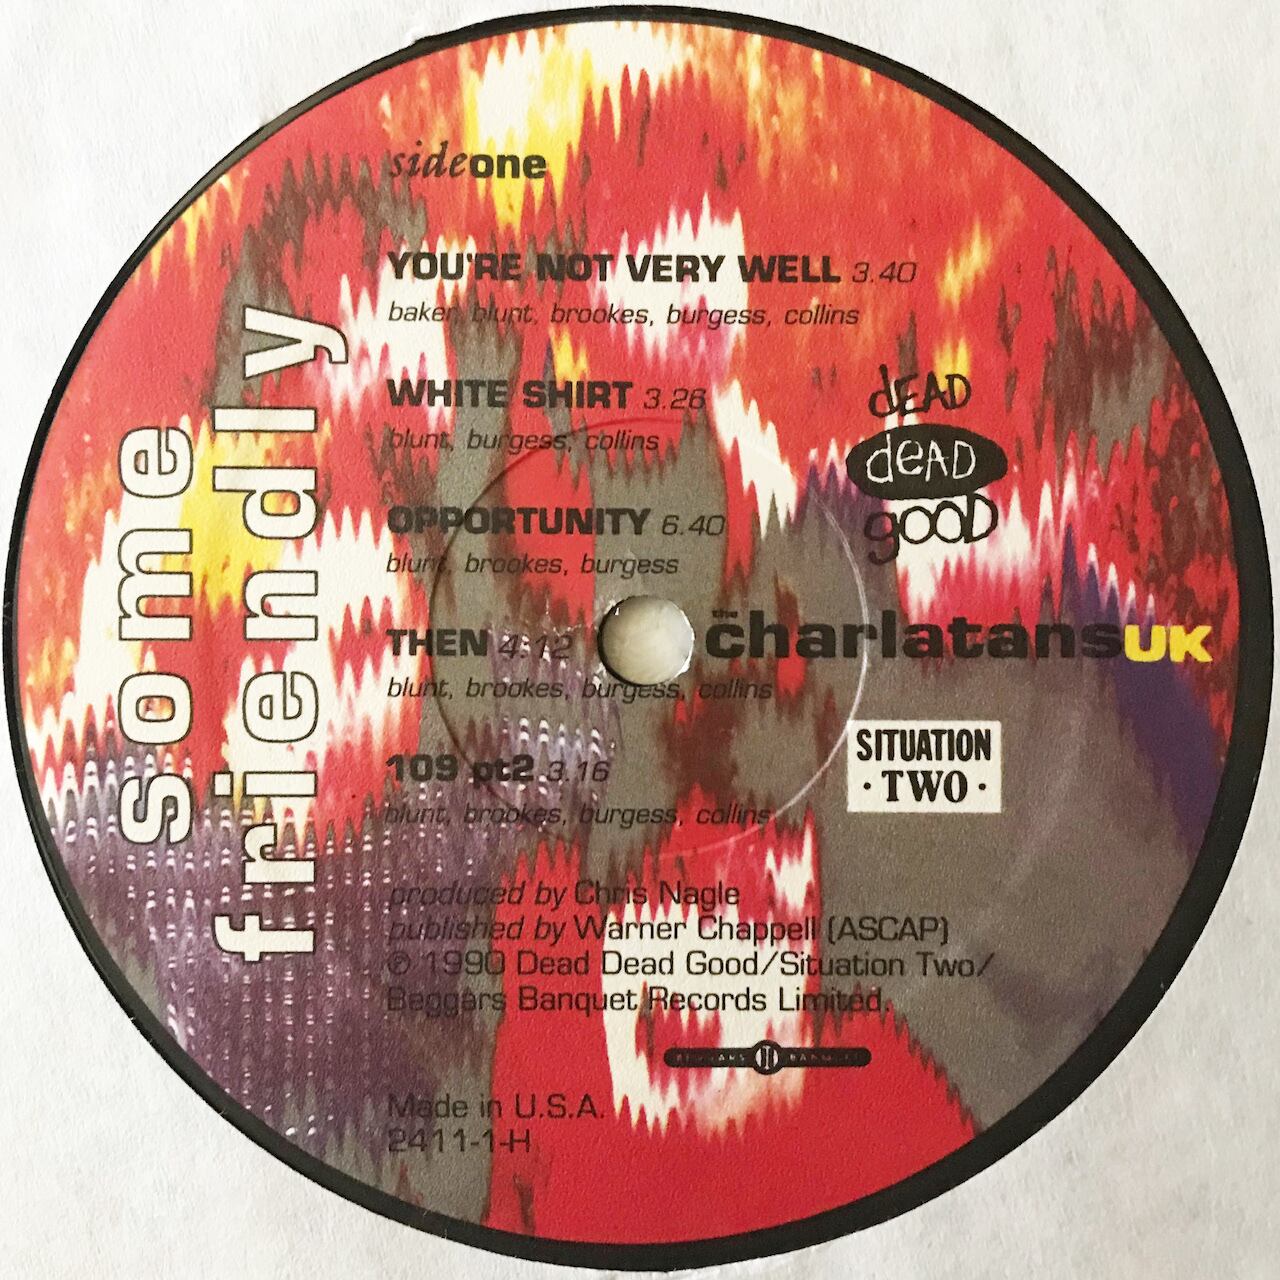 some
friendly
sideone
YOU'RE NOT VERY WELL 3.40
baker, blunt, brookes, burgess, collins
WHITE SHIRT 3.26
blunt, burgess, collins
OPPORTUNITY 6.40
blunt, brookes, burgess
THEN 4:12
blunt, brookes, burgess, collins
109 pt2 3.16
blunt, brookes, burgess, collins
dEAD
deAD
gooD
the
charlatansUK
SITUATION
·TWO·
produced by Chris Nagle
published by Warner Chappell (ASCAP)
℗ 1990 Dead Dead Good/Situation Two/
Beggars Banquet Records Limited.
BEGGARS BANQUET
Made in U.S.A.
2411-1-H